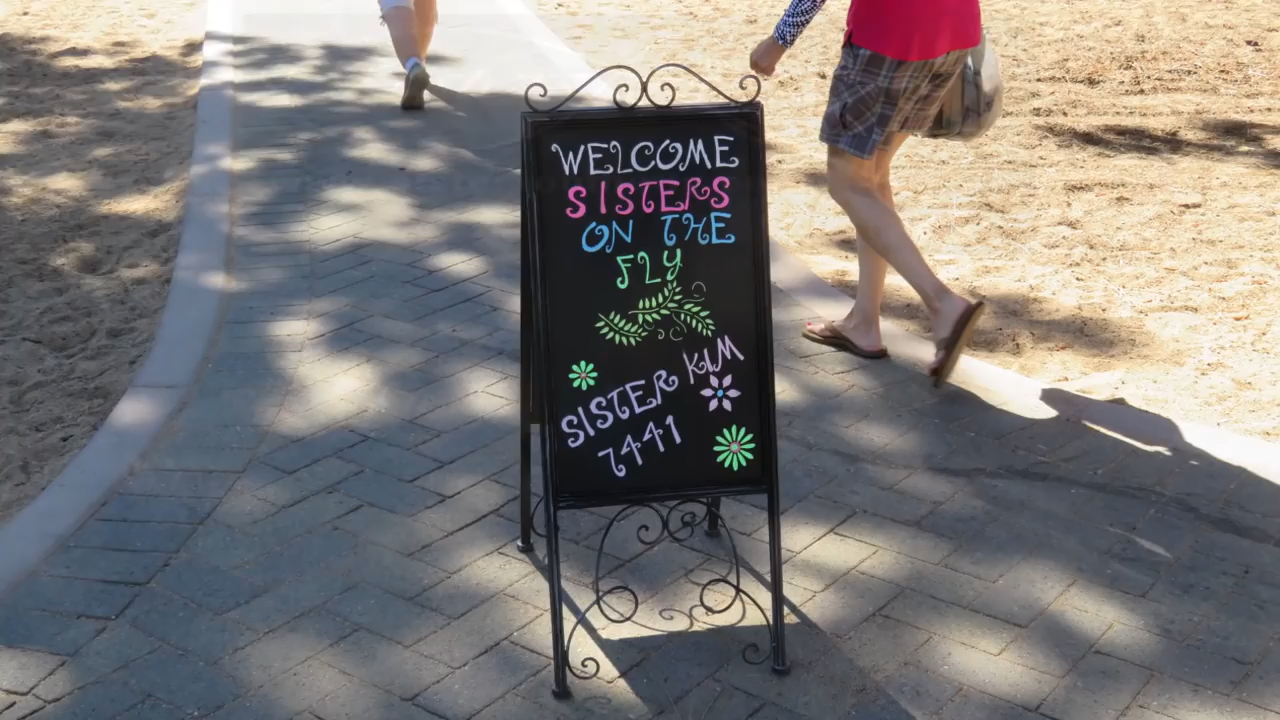 WELCOME
SISTERS
ON THE
FLY
SISTER KIM
7441